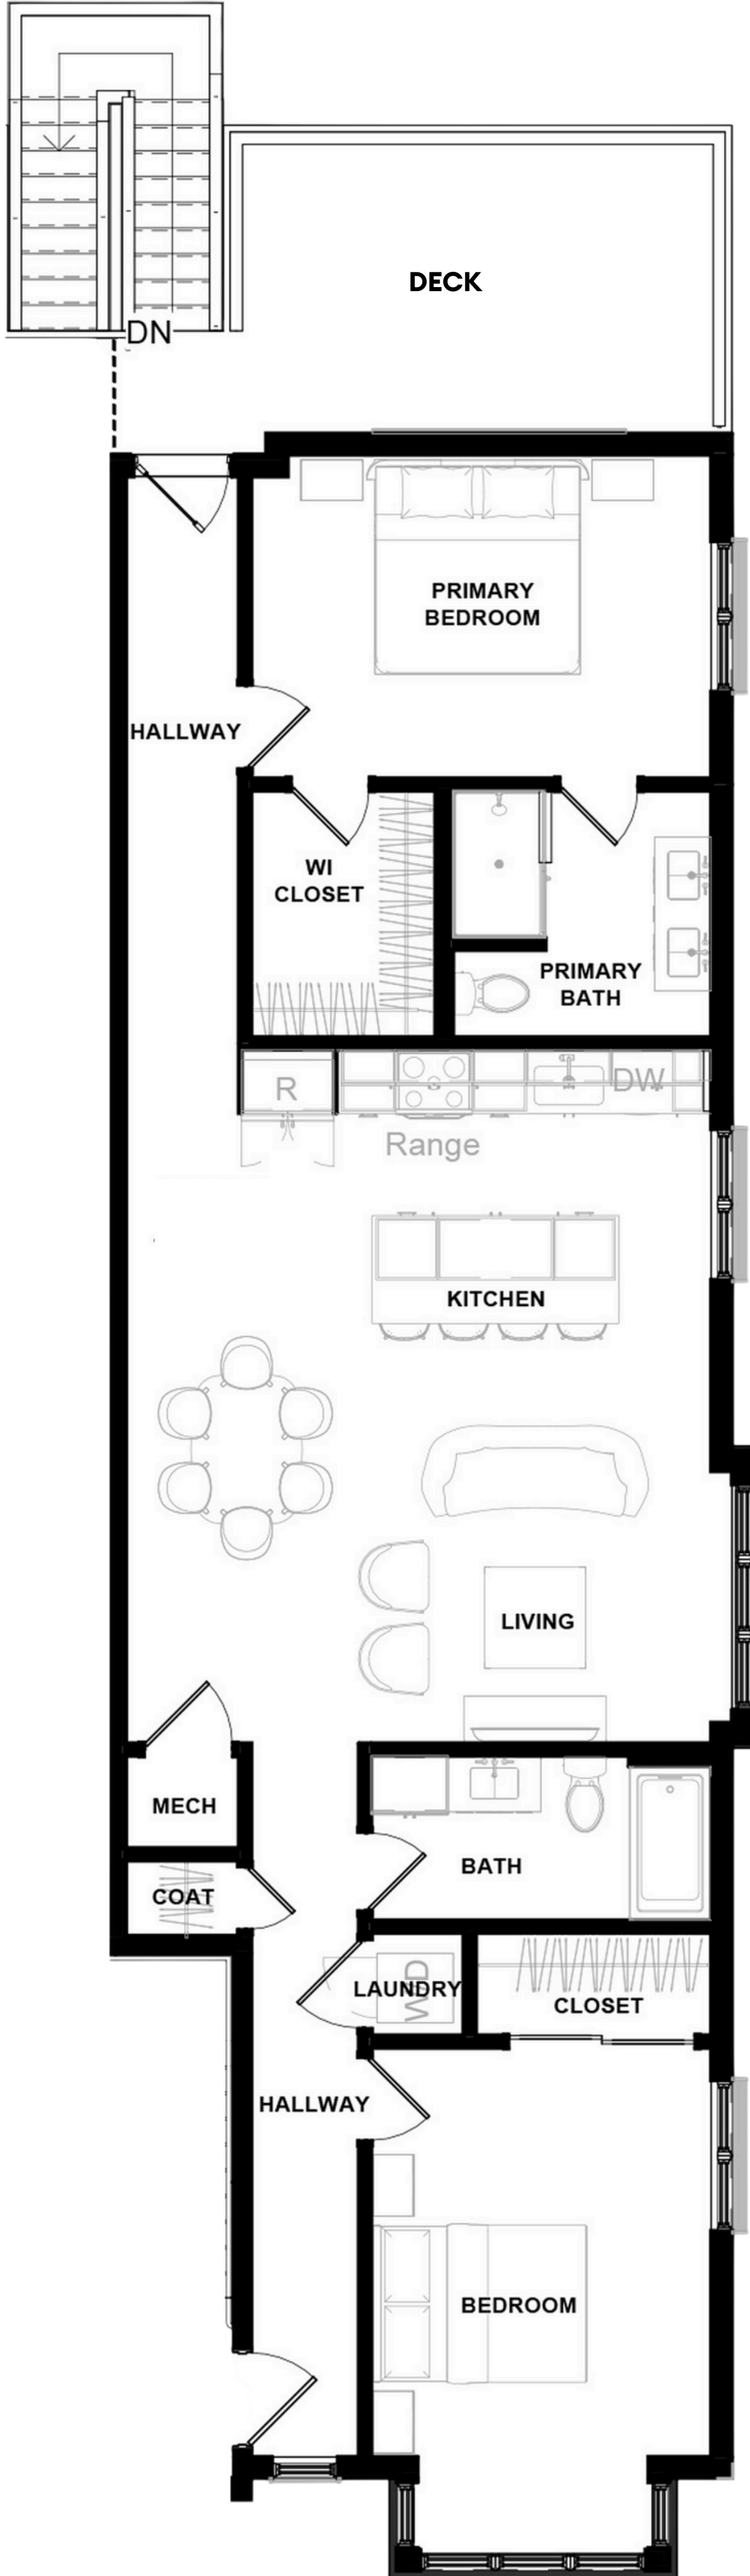 DECK
DN
PRIMARY
BEDROOM
HALLWAY
WI
CLOSET
PRIMARY
BATH
R
DW
Range
KITCHEN
LIVING
MECH
BATH
COAT
LAUNDRY
WD
CLOSET
HALLWAY
BEDROOM